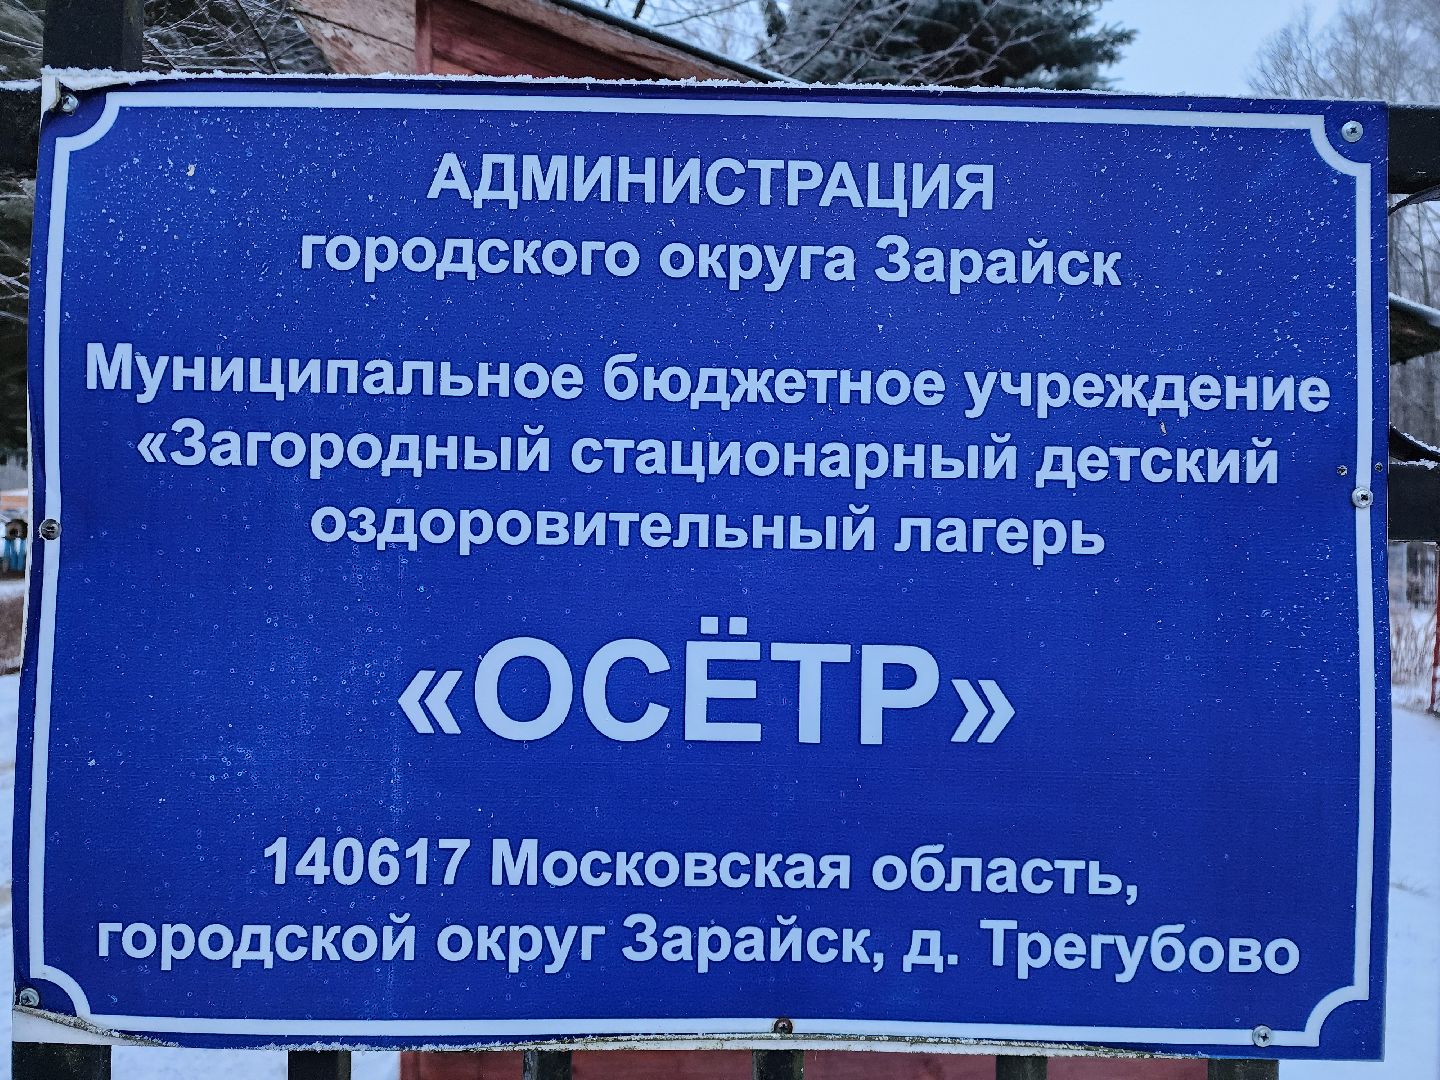 АДМИНИСТРАЦИЯ
городского округа Зарайск
Муниципальное бюджетное учреждение
«Загородный стационарный детский
оздоровительный лагерь
«ОСЁТР»
140617 Московская область,
городской округ Зарайск, д. Трегубово